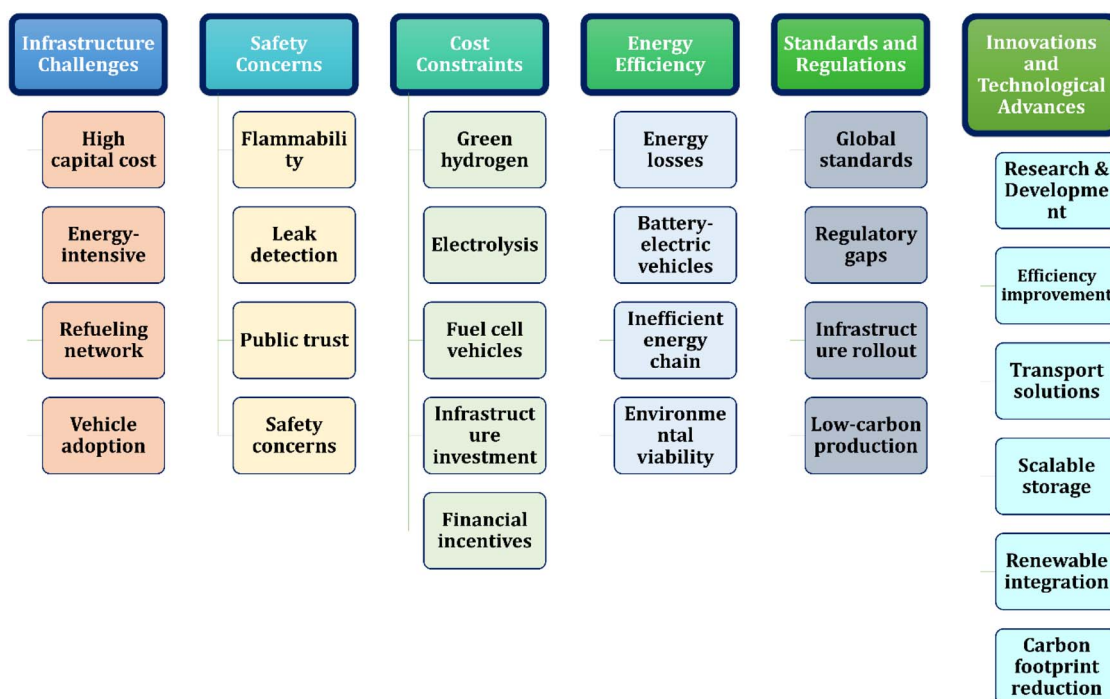 Infrastructure
Challenges
High
capital cost
Energy-
intensive
Refueling
network
Vehicle
adoption
Safety
Concerns
Flammabili
ty
Leak
detection
Public trust
Safety
concerns
Cost
Constraints
Green
hydrogen
Electrolysis
Fuel cell
vehicles
Infrastruct
ure
investment
Financial
incentives
Energy
Efficiency
Energy
losses
Battery-
electric
vehicles
Inefficient
energy
chain
Environme
ntal
viability
Standards and
Regulations
Global
standards
Regulatory
gaps
Infrastruct
ure rollout
Low-carbon
production
Innovations
and
Technological
Advances
Research &
Developme
nt
Efficiency
improvement
Transport
solutions
Scalable
storage
Renewable
integration
Carbon
footprint
reduction